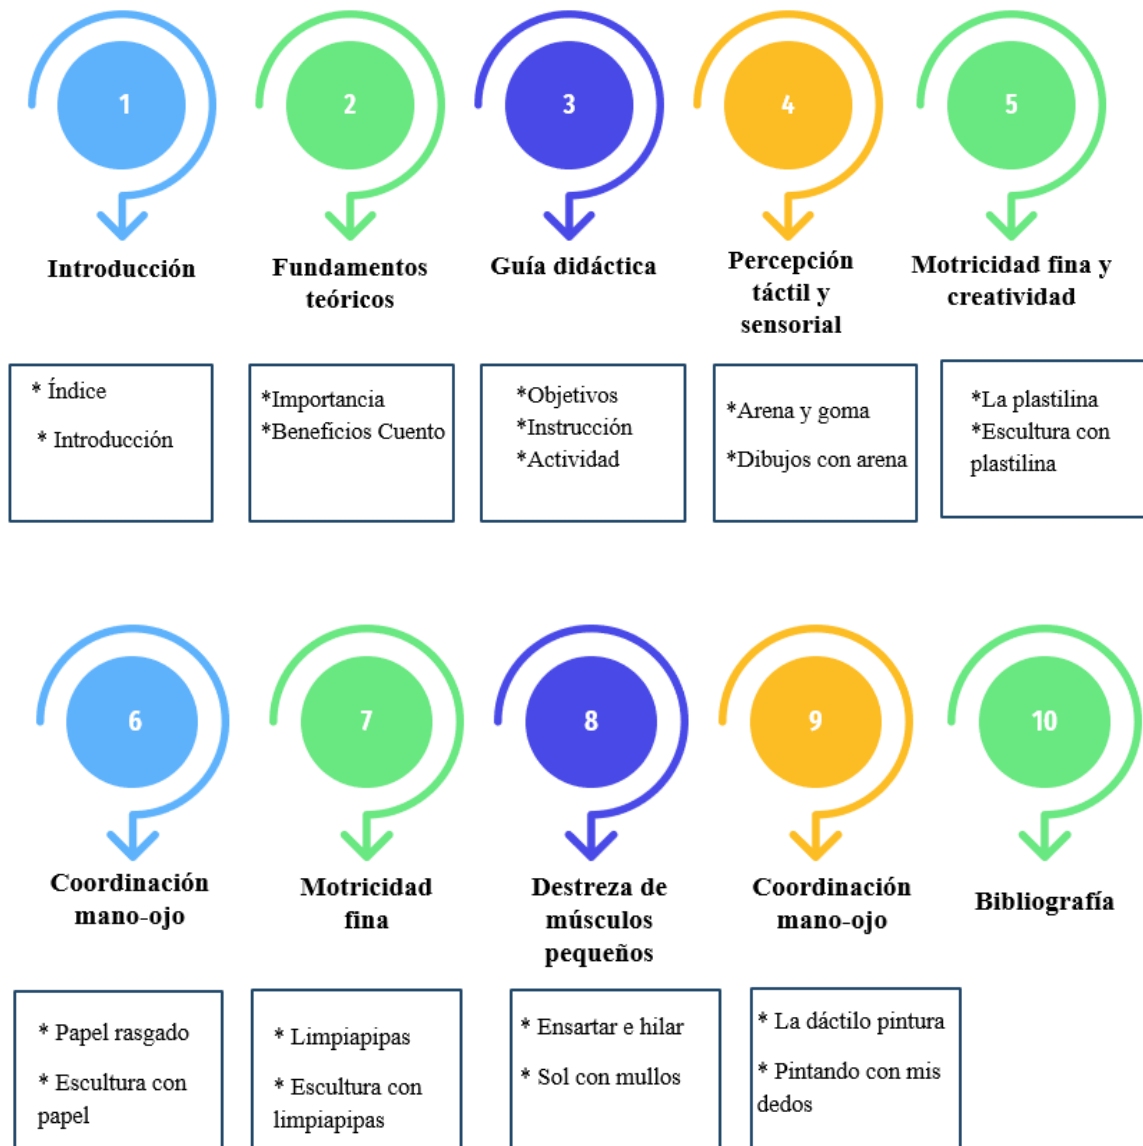 1
Introducción
* Índice
* Introducción
2
Fundamentos
teóricos
*Importancia
*Beneficios Cuento
3
Guía didáctica
*Objetivos
*Instrucción
*Actividad
4
Percepción
táctil y
sensorial
*Arena y goma
*Dibujos con arena
5
Motricidad fina y
creatividad
*La plastilina
*Escultura con
plastilina
6
Coordinación
mano-ojo
* Papel rasgado
* Escultura con
papel
7
Motricidad
fina
* Limpiapipas
* Escultura con
limpiapipas
8
Destreza de
músculos
pequeños
* Ensartar e hilar
* Sol con mullos
9
Coordinación
mano-ojo
* La dáctilo pintura
* Pintando con mis
dedos
10
Bibliografía